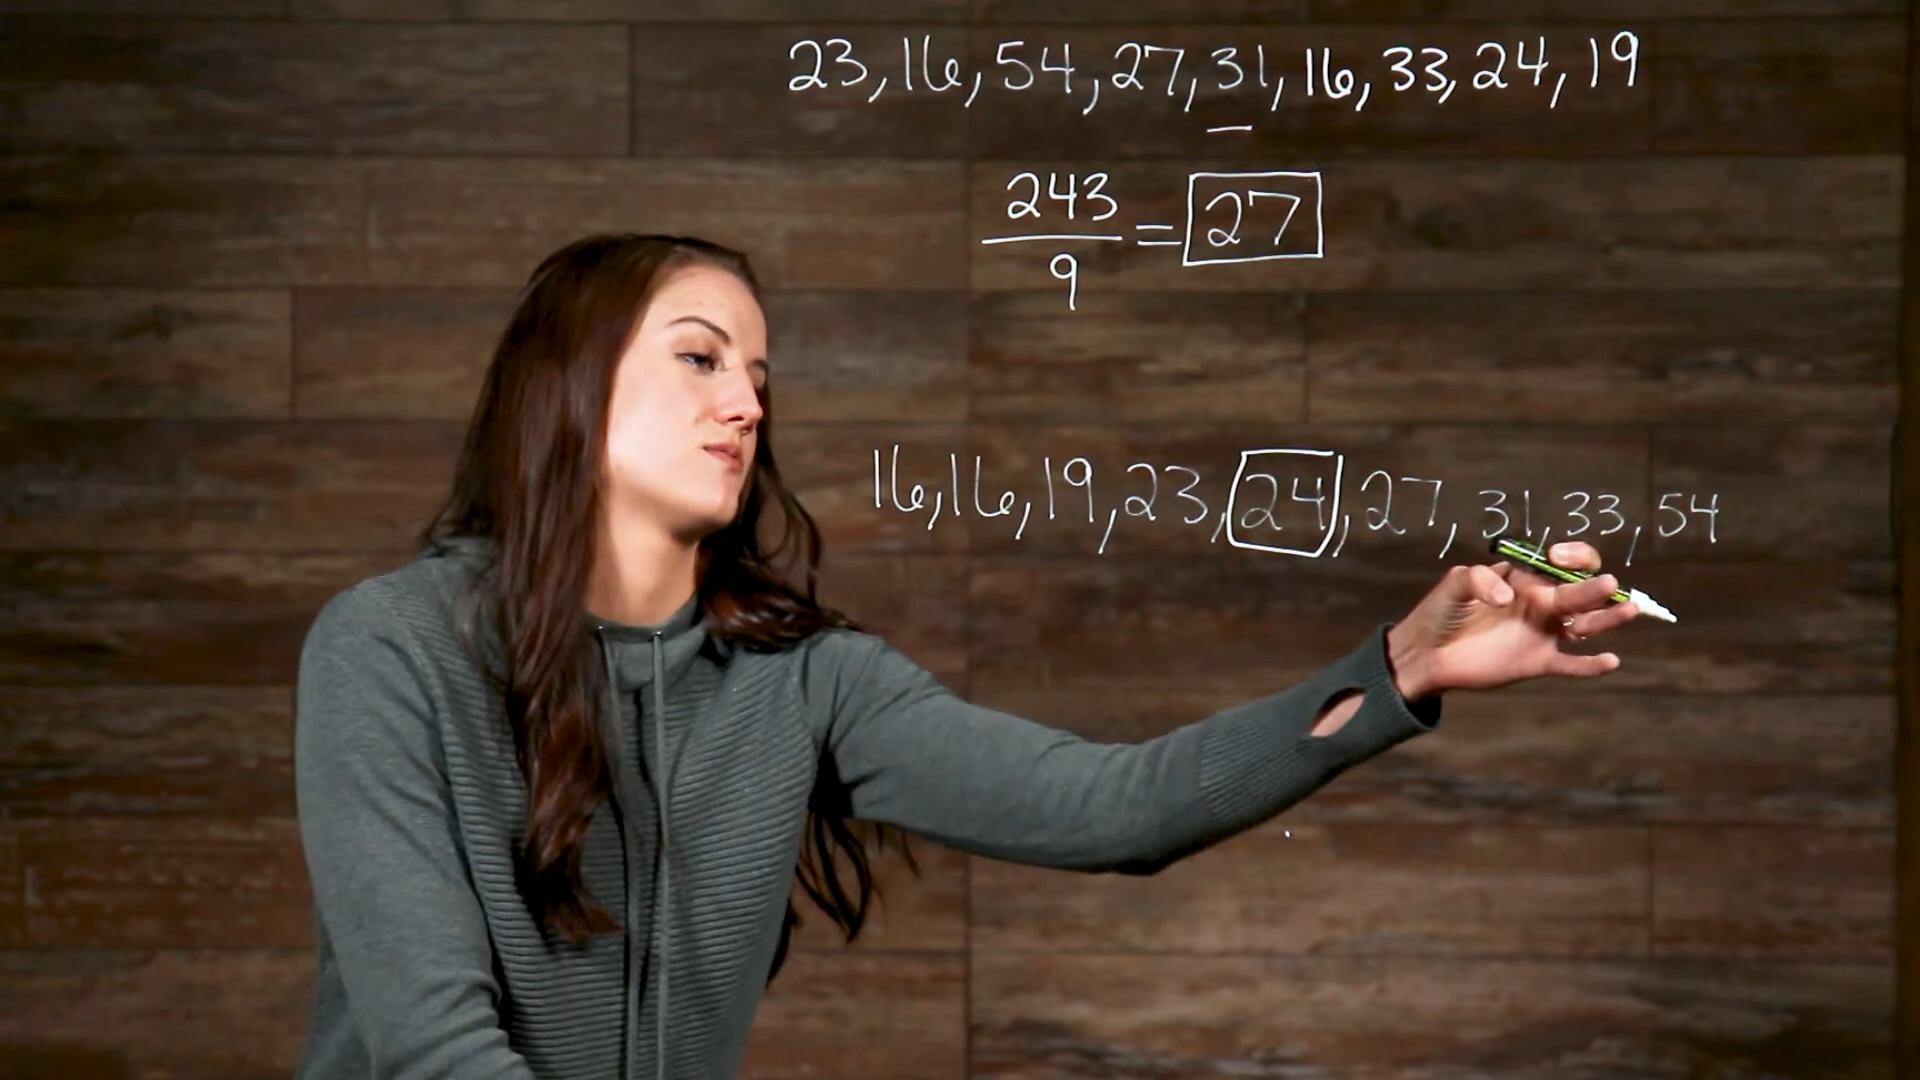 23, 16, 54, 27, 31, 16, 33, 24, 19
243
9
= 27
16, 16, 19, 23, 24, 27, 31, 33, 54